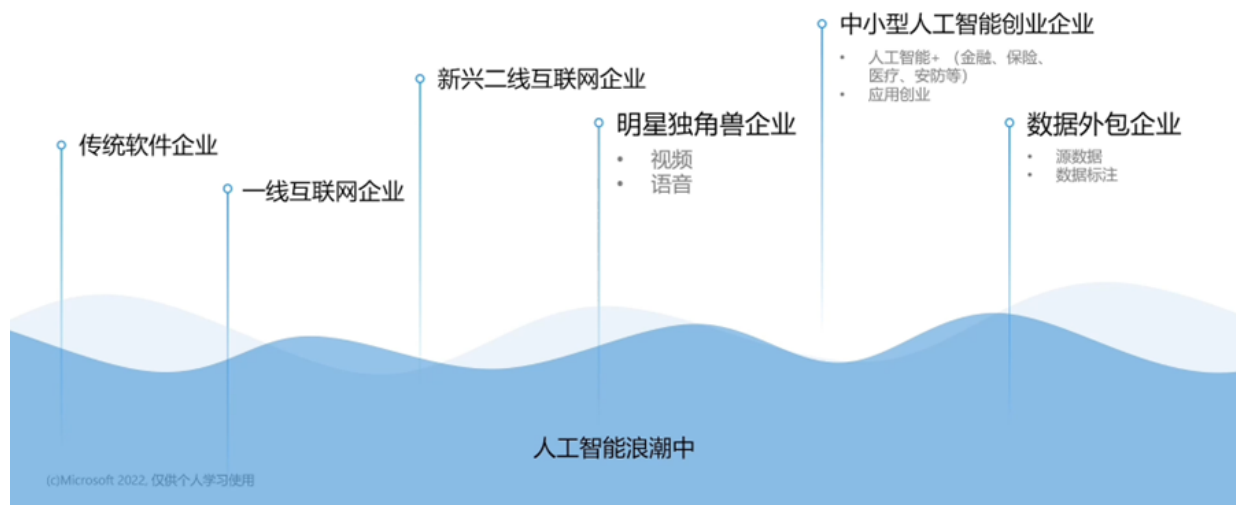 传统软件企业
一线互联网企业
新兴二线互联网企业
明星独角兽企业
• 视频
• 语音
中小型人工智能创业企业
• 人工智能+ （金融、保险、
医疗、安防等）
• 应用创业
数据外包企业
• 源数据
• 数据标注
人工智能浪潮中
(c)Microsoft 2022, 仅供个人学习使用